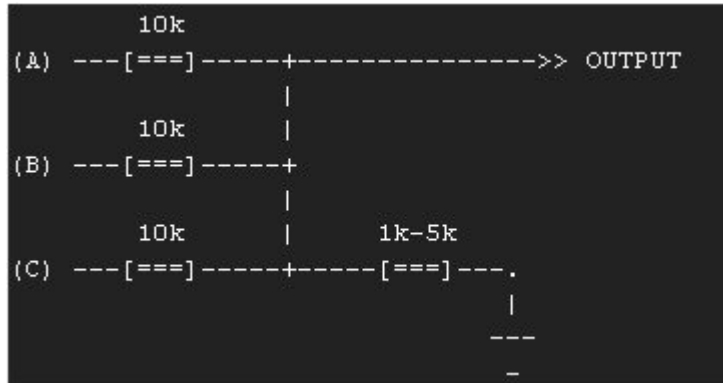 10k
(A) ---[===]-----+--------------->> OUTPUT
|
10k |
(B) ---[===]-----+
|
10k | 1k-5k
(C) ---[===]-----+-----[===]---.
|
---
-